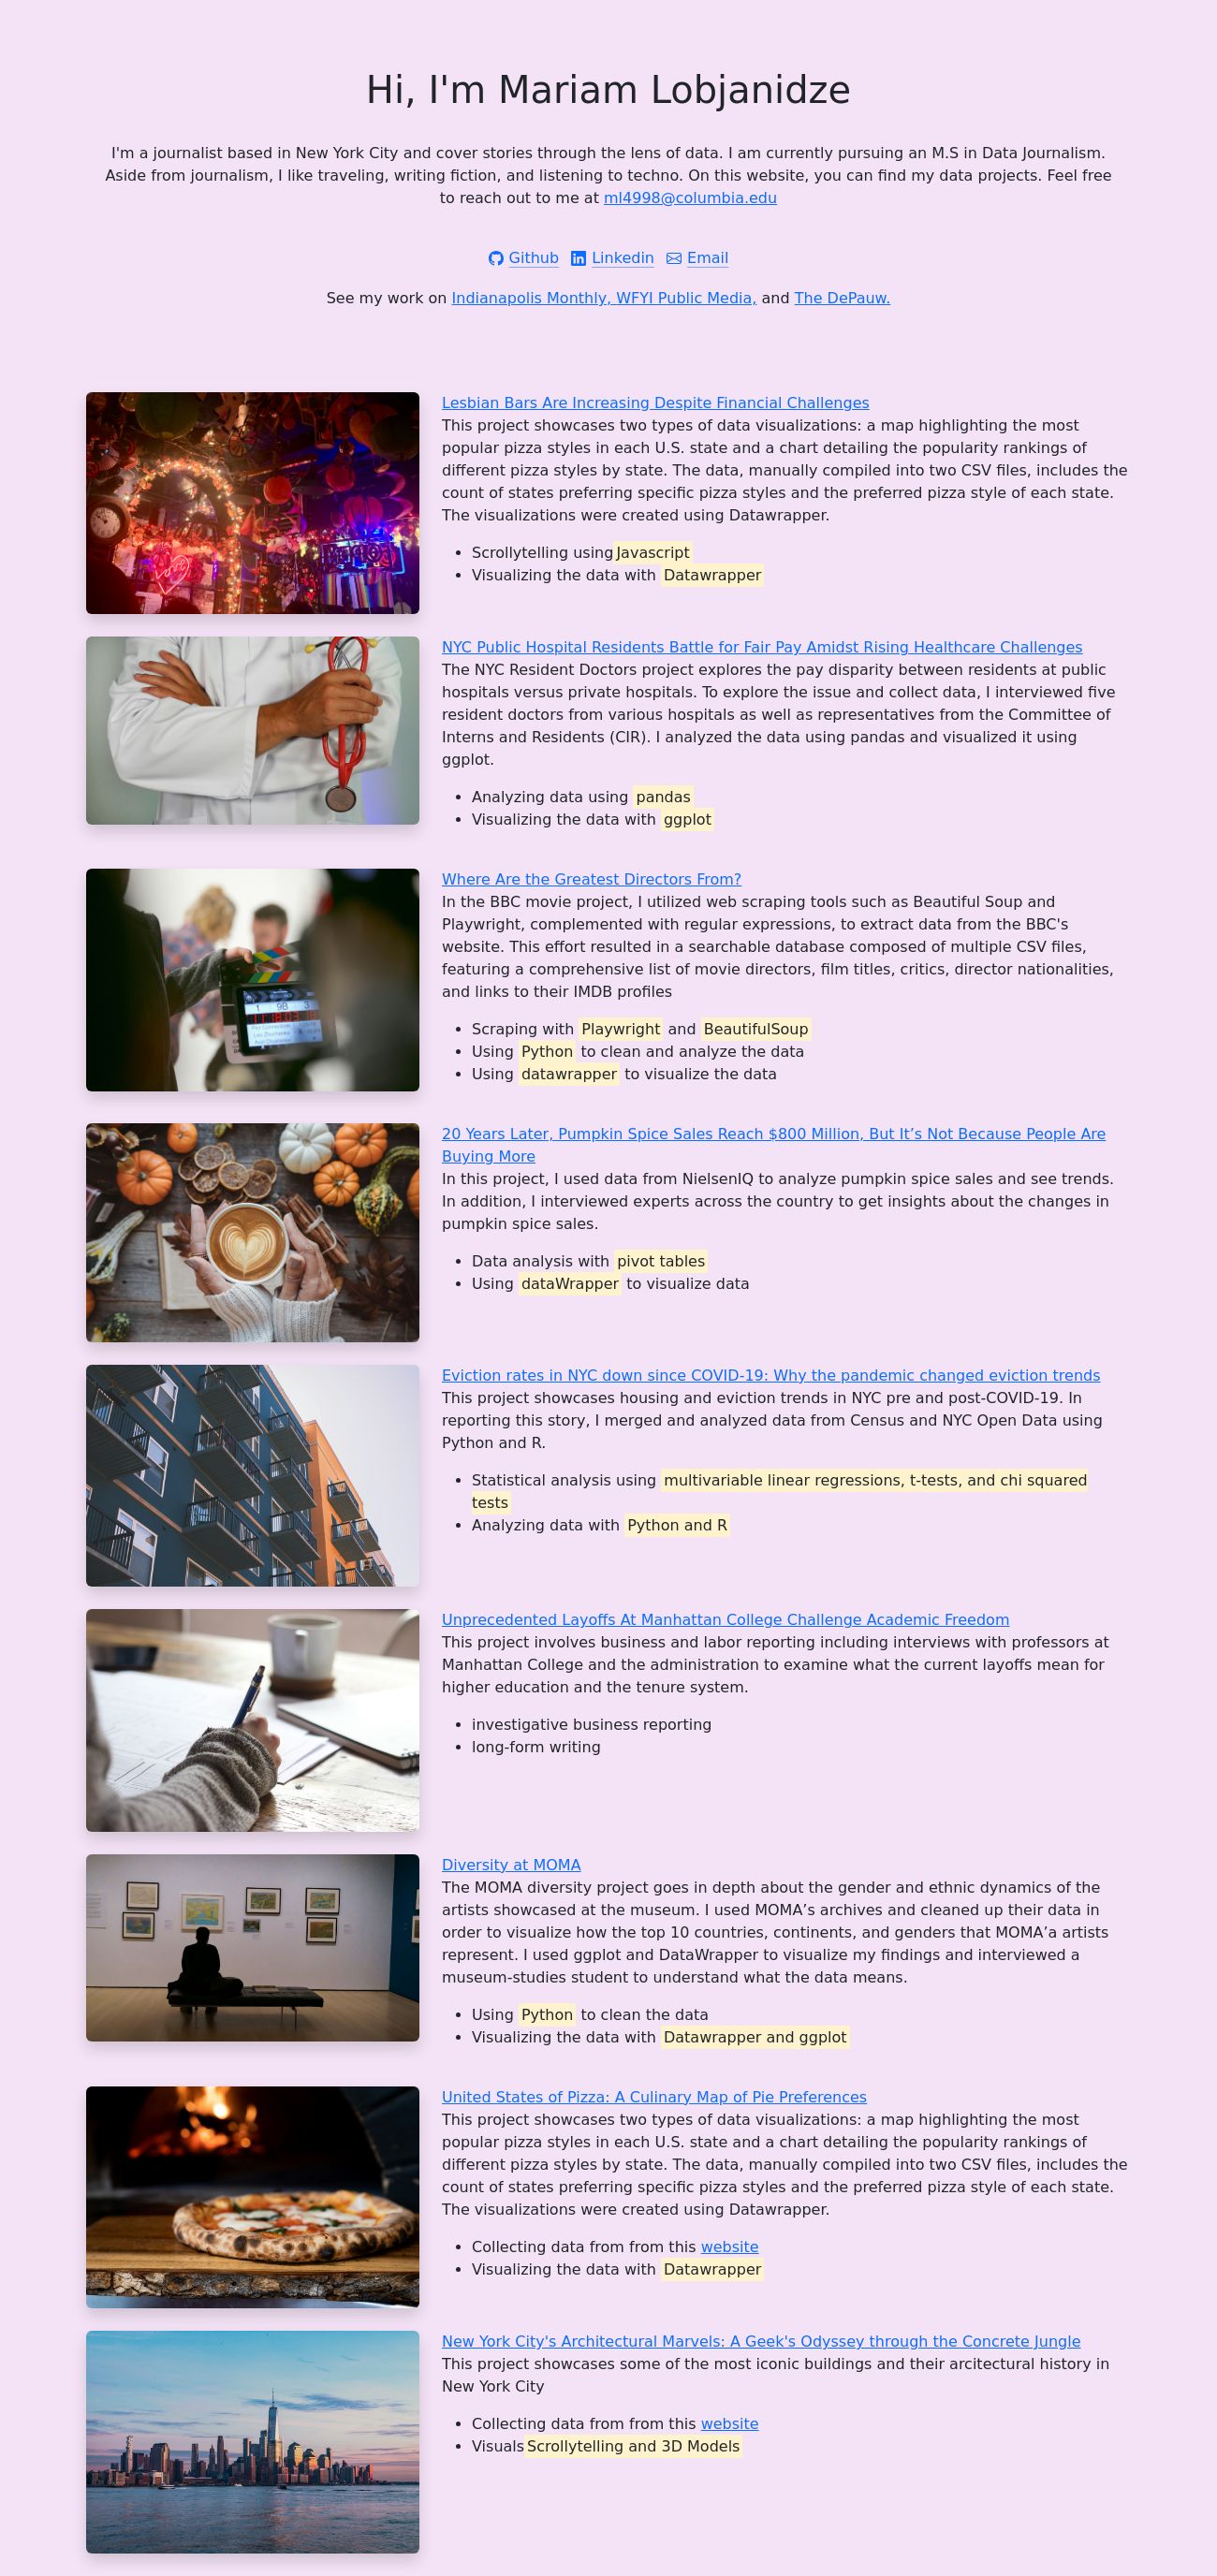 Hi, I'm Mariam Lobjanidze
I'm a journalist based in New York City and cover stories through the lens of data. I am currently pursuing an M.S in Data Journalism.
Aside from journalism, I like traveling, writing fiction, and listening to techno. On this website, you can find my data projects. Feel free
to reach out to me at ml4998@columbia.edu
Github Linkedin Email
See my work on Indianapolis Monthly, WFYI Public Media, and The DePauw.
Lesbian Bars Are Increasing Despite Financial Challenges
This project showcases two types of data visualizations: a map highlighting the most
popular pizza styles in each U.S. state and a chart detailing the popularity rankings of
different pizza styles by state. The data, manually compiled into two CSV files, includes the
count of states preferring specific pizza styles and the preferred pizza style of each state.
The visualizations were created using Datawrapper.
• Scrollytelling using Javascript
• Visualizing the data with Datawrapper
NYC Public Hospital Residents Battle for Fair Pay Amidst Rising Healthcare Challenges
The NYC Resident Doctors project explores the pay disparity between residents at public
hospitals versus private hospitals. To explore the issue and collect data, I interviewed five
resident doctors from various hospitals as well as representatives from the Committee of
Interns and Residents (CIR). I analyzed the data using pandas and visualized it using
ggplot.
• Analyzing data using pandas
• Visualizing the data with ggplot
Where Are the Greatest Directors From?
In the BBC movie project, I utilized web scraping tools such as Beautiful Soup and
Playwright, complemented with regular expressions, to extract data from the BBC's
website. This effort resulted in a searchable database composed of multiple CSV files,
featuring a comprehensive list of movie directors, film titles, critics, director nationalities,
and links to their IMDB profiles
• Scraping with Playwright and BeautifulSoup
• Using Python to clean and analyze the data
• Using datawrapper to visualize the data
20 Years Later, Pumpkin Spice Sales Reach $800 Million, But It’s Not Because People Are
Buying More
In this project, I used data from NielsenIQ to analyze pumpkin spice sales and see trends.
In addition, I interviewed experts across the country to get insights about the changes in
pumpkin spice sales.
• Data analysis with pivot tables
• Using dataWrapper to visualize data
Eviction rates in NYC down since COVID-19: Why the pandemic changed eviction trends
This project showcases housing and eviction trends in NYC pre and post-COVID-19. In
reporting this story, I merged and analyzed data from Census and NYC Open Data using
Python and R.
• Statistical analysis using multivariable linear regressions, t-tests, and chi squared
tests
• Analyzing data with Python and R
Unprecedented Layoffs At Manhattan College Challenge Academic Freedom
This project involves business and labor reporting including interviews with professors at
Manhattan College and the administration to examine what the current layoffs mean for
higher education and the tenure system.
• investigative business reporting
• long-form writing
Diversity at MOMA
The MOMA diversity project goes in depth about the gender and ethnic dynamics of the
artists showcased at the museum. I used MOMA’s archives and cleaned up their data in
order to visualize how the top 10 countries, continents, and genders that MOMA’a artists
represent. I used ggplot and DataWrapper to visualize my findings and interviewed a
museum-studies student to understand what the data means.
• Using Python to clean the data
• Visualizing the data with Datawrapper and ggplot
United States of Pizza: A Culinary Map of Pie Preferences
This project showcases two types of data visualizations: a map highlighting the most
popular pizza styles in each U.S. state and a chart detailing the popularity rankings of
different pizza styles by state. The data, manually compiled into two CSV files, includes the
count of states preferring specific pizza styles and the preferred pizza style of each state.
The visualizations were created using Datawrapper.
• Collecting data from from this website
• Visualizing the data with Datawrapper
New York City's Architectural Marvels: A Geek's Odyssey through the Concrete Jungle
This project showcases some of the most iconic buildings and their arcitectural history in
New York City
• Collecting data from from this website
• Visuals Scrollytelling and 3D Models